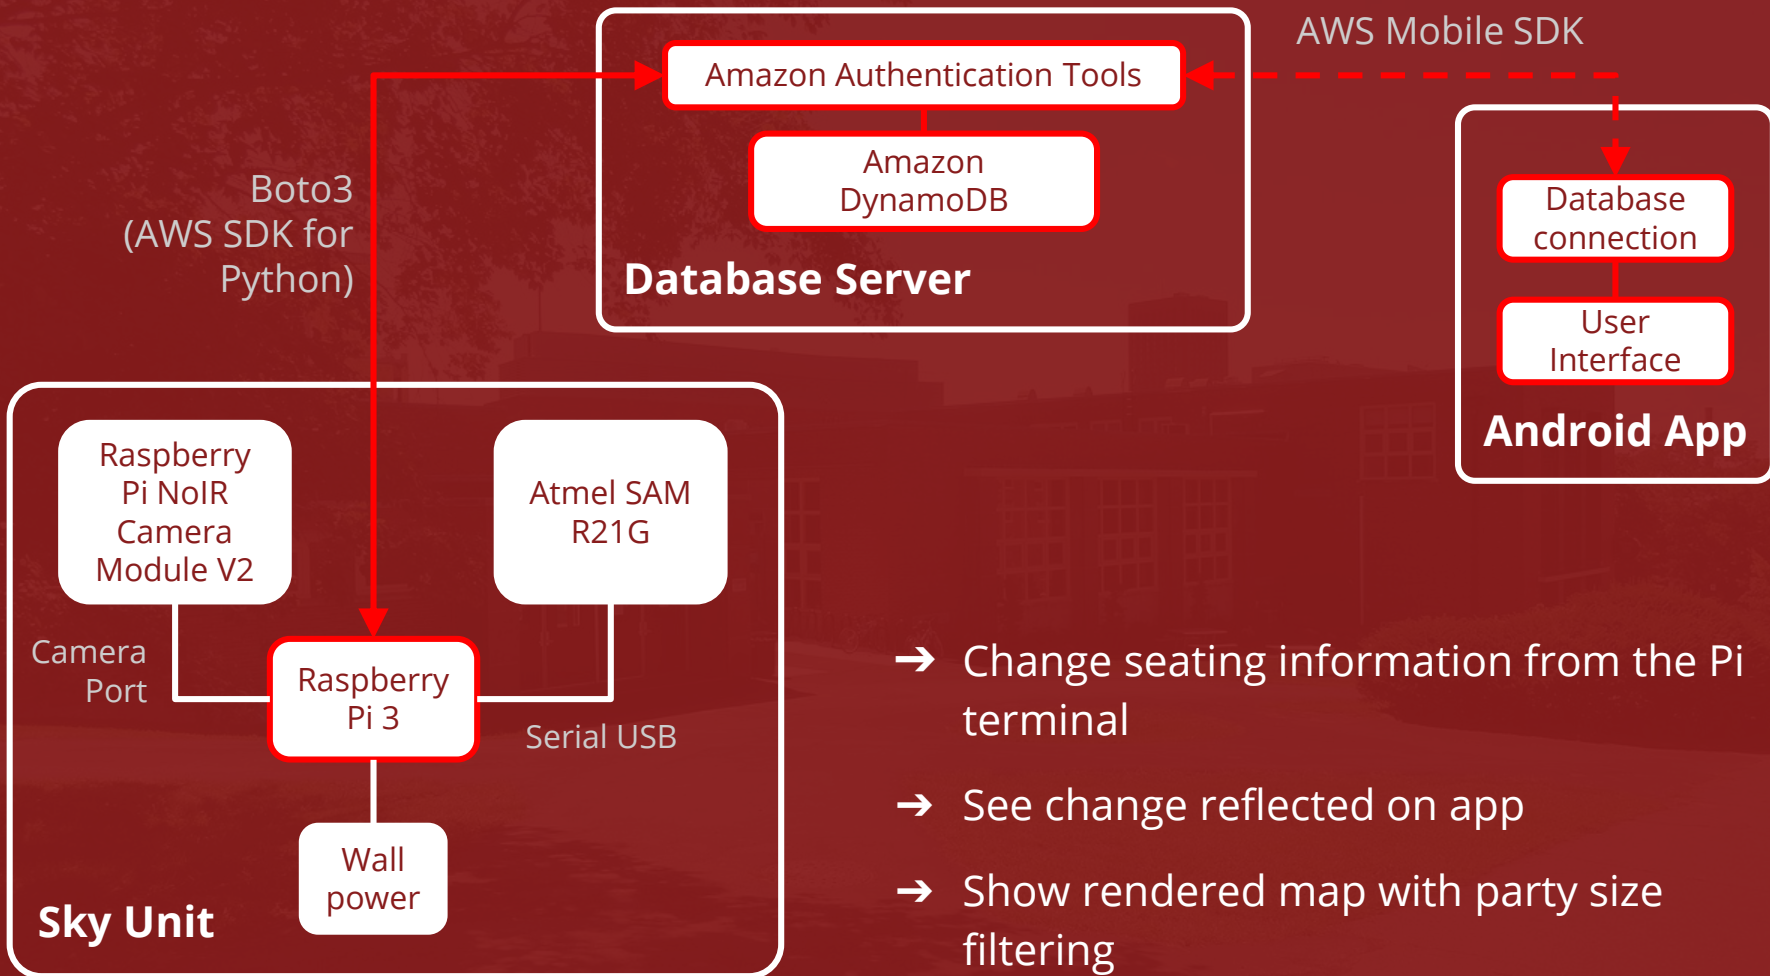 AWS Mobile SDK
Amazon Authentication Tools
Amazon
DynamoDB
Database Server
Boto3
(AWS SDK for
Python)
Database
connection
User
Interface
Android App
Raspberry
Pi NoIR
Camera
Module V2
Atmel SAM
R21G
Camera
Port
Raspberry
Pi 3
Serial USB
Wall
power
Sky Unit
➔ Change seating information from the Pi
terminal
➔ See change reflected on app
➔ Show rendered map with party size
filtering